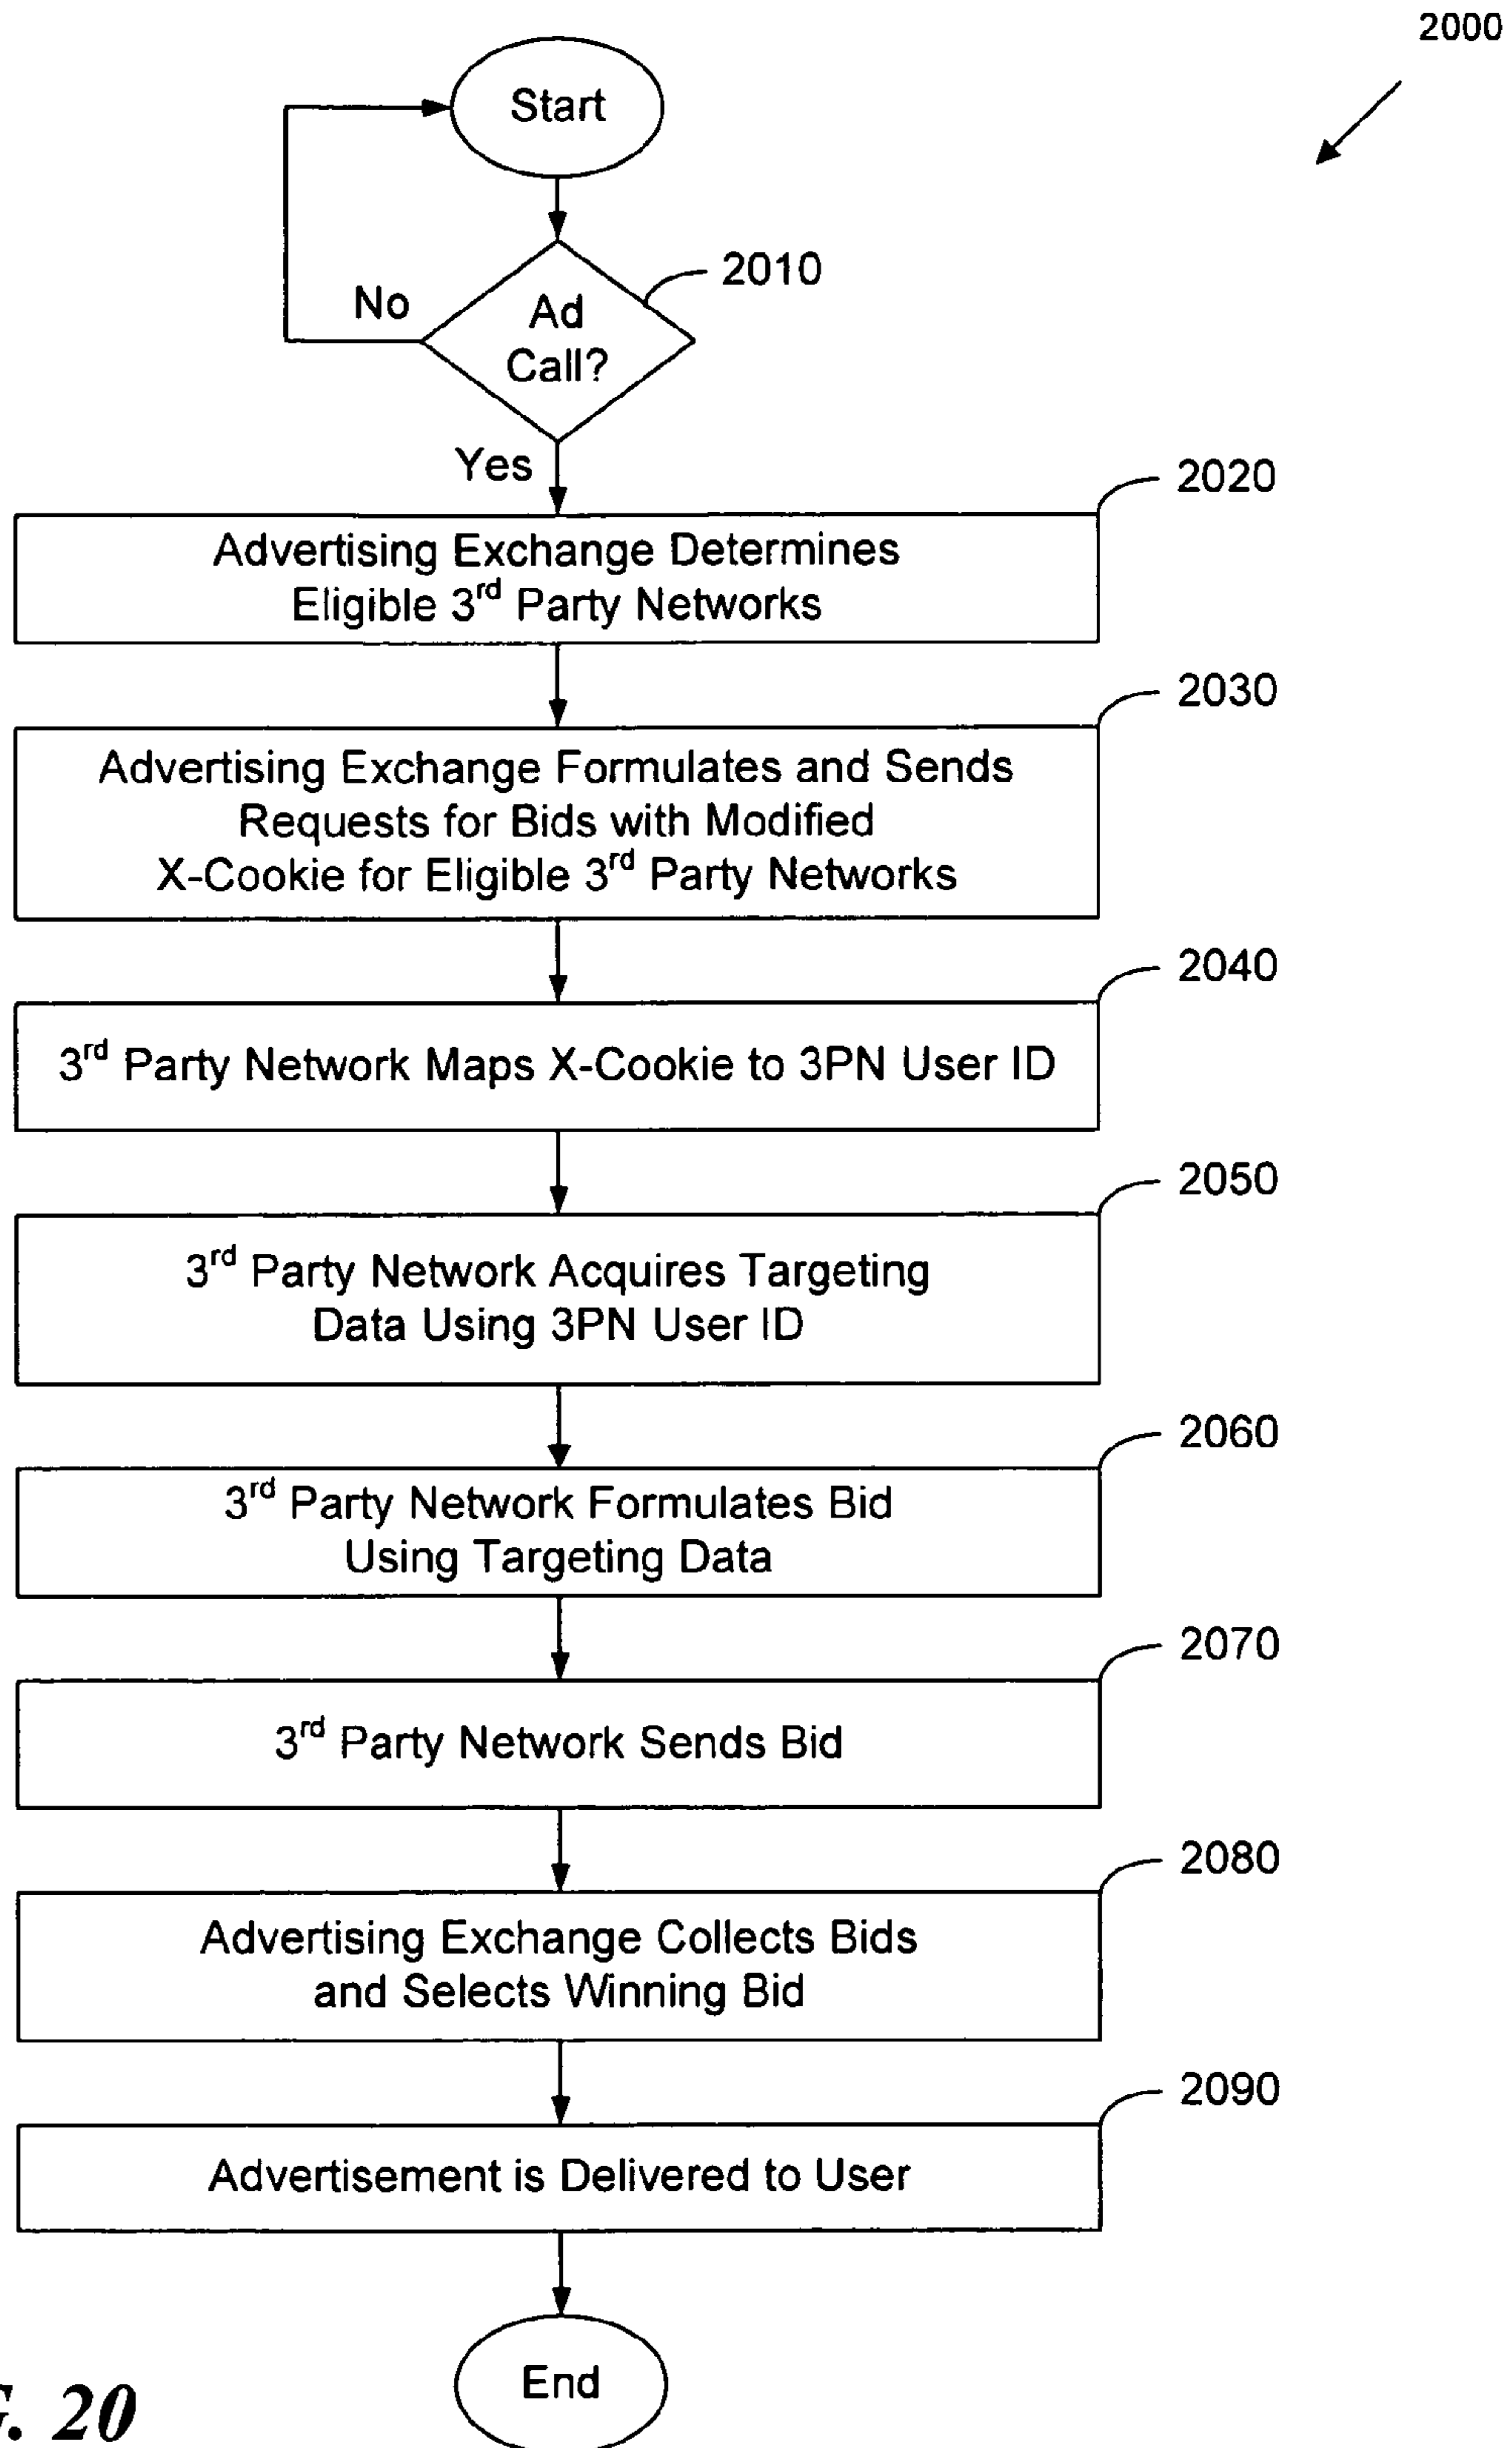 2000
Start
2010
No
Ad
Call?
Yes
2020
Advertising Exchange Determines
Eligible 3rd Party Networks
2030
Advertising Exchange Formulates and Sends
Requests for Bids with Modified
X-Cookie for Eligible 3rd Party Networks
2040
3rd Party Network Maps X-Cookie to 3PN User ID
2050
3rd Party Network Acquires Targeting
Data Using 3PN User ID
2060
3rd Party Network Formulates Bid
Using Targeting Data
2070
3rd Party Network Sends Bid
2080
Advertising Exchange Collects Bids
and Selects Winning Bid
2090
Advertisement is Delivered to User
End
G. 20